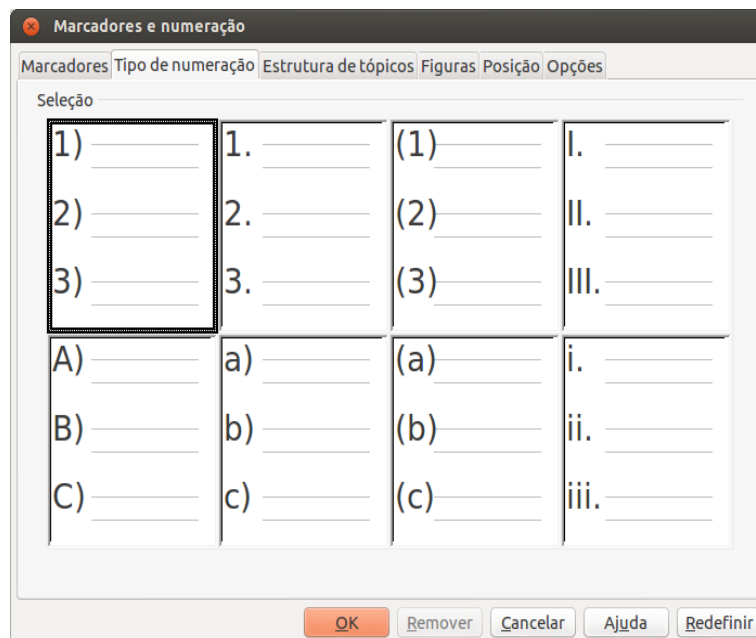 Marcadores e numeração
Marcadores Tipo de numeração Estrutura de tópicos Figuras Posição Opções
Seleção
1) 1. (1) I.
2) 2. (2) II.
3) 3. (3) III.
A) a) (a) i.
B) b) (b) ii.
C) c) (c) iii.
OK Remover Cancelar Ajuda Redefinir